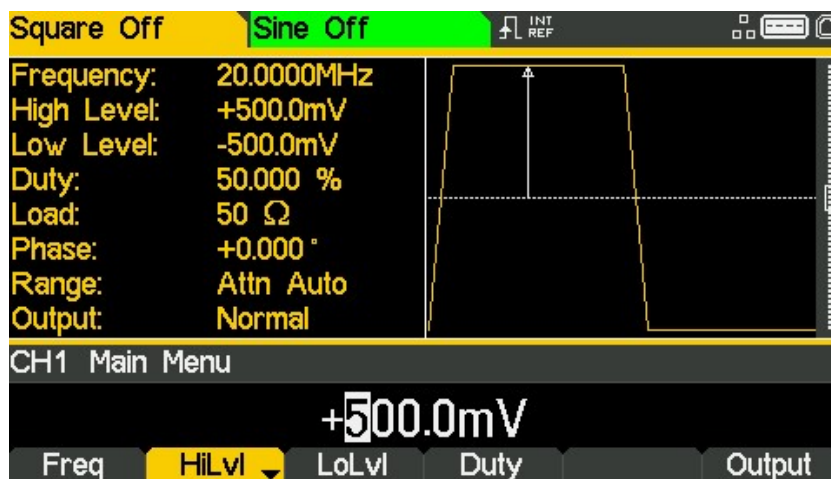 Square Off Sine Off INT REF
Frequency: 20.0000MHz
High Level: +500.0mV
Low Level: -500.0mV
Duty: 50.000 %
Load: 50 Ω
Phase: +0.000 °
Range: Attn Auto
Output: Normal
CH1 Main Menu
+500.0mV
Freq HiLvl LoLvl Duty Output